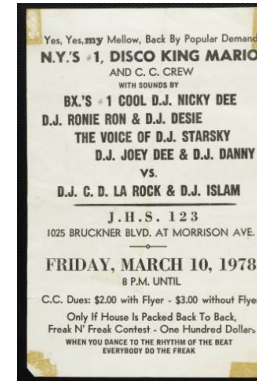 Yes, Yes, my Mellow, Back By Popular Demand
N.Y.'S #1, DISCO KING MARIO
AND C. C. CREW
WITH SOUNDS BY
BX.'S #1 COOL D.J. NICKY DEE
D.J. RONIE RON & D.J. DESIE
THE VOICE OF D.J. STARSKY
D.J. JOEY DEE & D.J. DANNY
VS.
D.J. C. D. LA ROCK & D.J. ISLAM
J.H.S. 123
1025 BRUCKNER BLVD. AT MORRISON AVE.
FRIDAY, MARCH 10, 1978
8 P.M. UNTIL
C.C. Dues: $2.00 with Flyer - $3.00 without Flye
Only If House Is Packed Back To Back,
Freak N' Freak Contest - One Hundred Dollars
WHEN YOU DANCE TO THE RHYTHM OF THE BEAT
EVERYBODY DO THE FREAK